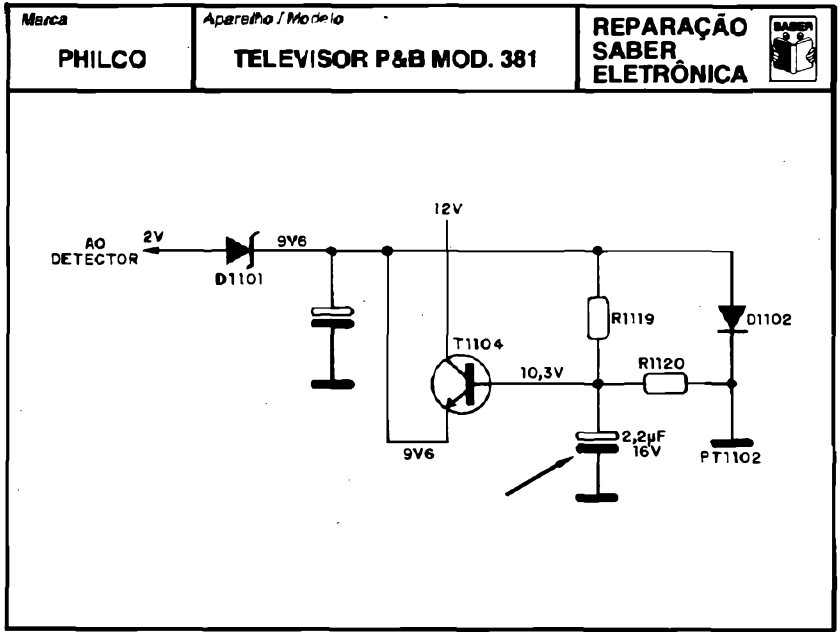 Marca
PHILCO
Aparelho / Modelo
TELEVISOR P&B MOD. 381
REPARAÇÃO
SABER
ELETRÔNICA
SABER
12V
AO
DETECTOR
2V
9V6
D1101
R1119
D1102
T1104
10,3V
R1120
9V6
2,2µF
16V
PT1102